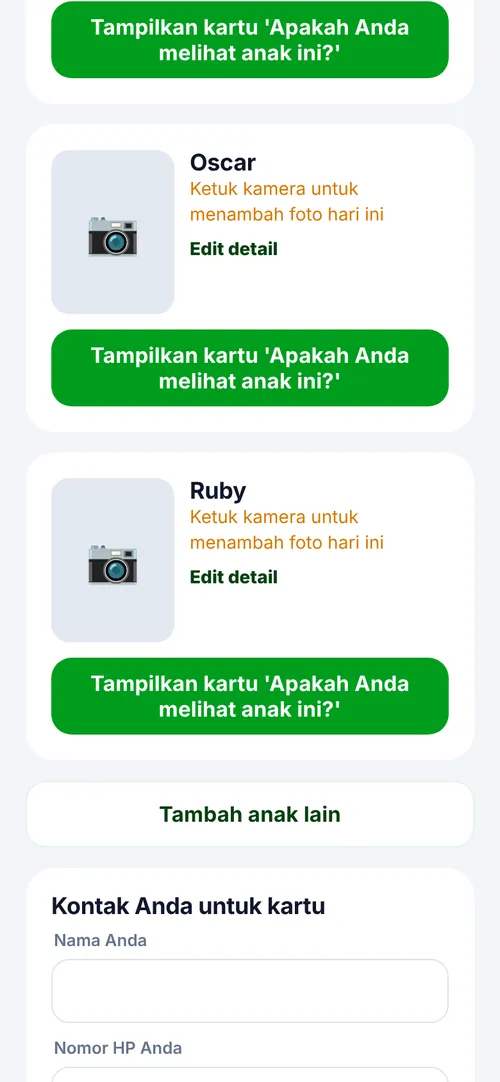 Tampilkan kartu 'Apakah Anda
melihat anak ini?'
Oscar
Ketuk kamera untuk
menambah foto hari ini
Edit detail
Tampilkan kartu 'Apakah Anda
melihat anak ini?'
Ruby
Ketuk kamera untuk
menambah foto hari ini
Edit detail
Tampilkan kartu 'Apakah Anda
melihat anak ini?'
Tambah anak lain
Kontak Anda untuk kartu
Nama Anda
Nomor HP Anda